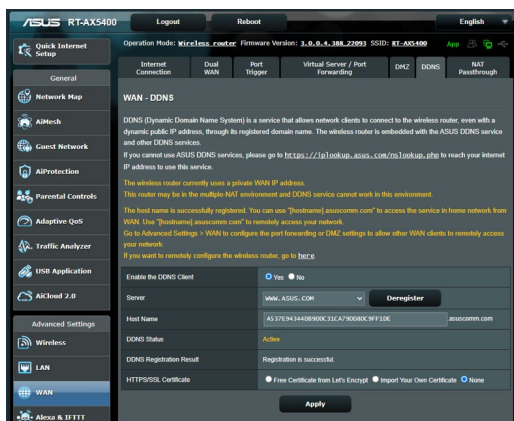 ASUS RT-AX5400
Logout
Reboot
English
Quick Internet
Setup
Operation Mode: Wireless router Firmware Version: 3.0.0.4.388_22093 SSID: RT-AX5400
App
General
Network Map
AiMesh
Guest Network
AiProtection
Parental Controls
Adaptive QoS
Traffic Analyzer
USB Application
AiCloud 2.0
Advanced Settings
Wireless
LAN
WAN
Alexa & IFTTT
Internet
Connection
Dual
WAN
Port
Trigger
Virtual Server / Port
Forwarding
DMZ
DDNS
NAT
Passthrough
WAN - DDNS
DDNS (Dynamic Domain Name System) is a service that allows network clients to connect to the wireless router, even with a
dynamic public IP address, through its registered domain name. The wireless router is embedded with the ASUS DDNS service
and other DDNS services.
If you cannot use ASUS DDNS services, please go to https://iplookup.asus.com/nslookup.php to reach your internet
IP address to use this service.
The wireless router currently uses a private WAN IP address.
This router may be in the multiple-NAT environment and DDNS service cannot work in this environment.
The host name is successfully registered. You can use "[hostname].asuscomm.com" to access the service in home network from
WAN. Use "[hostname].asuscomm.com" to remotely access your network.
Go to Advanced Settings > WAN to configure the port forwarding or DMZ settings to allow other WAN clients to remotely access
your network.
If you want to remotely configure the wireless router, go to here.
Enable the DDNS Client
Yes No
Server
WWW.ASUS.COM
Deregister
Host Name
.asuscomm.com
DDNS Status
Active
DDNS Registration Result
Registration is successful.
HTTPS/SSL Certificate
Free Certificate from Let's Encrypt Import Your Own Certificate None
Apply